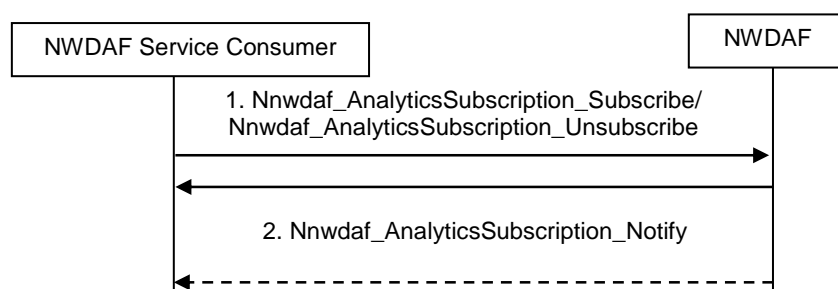 NWDAF Service Consumer
NWDAF
1. Nnwdaf_AnalyticsSubscription_Subscribe/
Nnwdaf_AnalyticsSubscription_Unsubscribe
2. Nnwdaf_AnalyticsSubscription_Notify